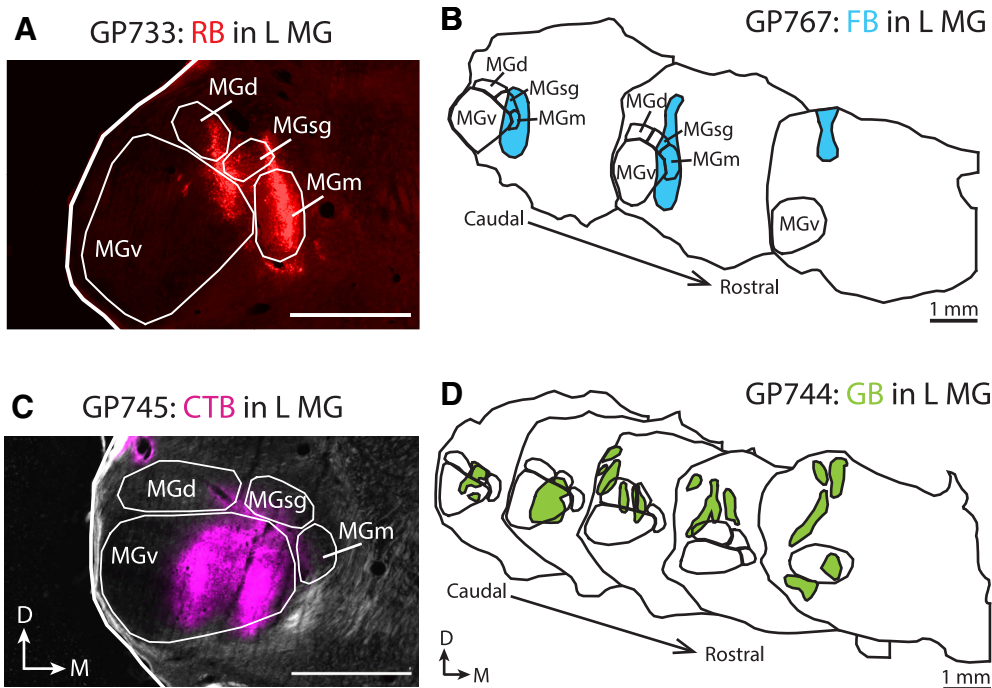 A
GP733: RB in L MG
MGd
MGsg
MGm
MGv
B
GP767: FB in L MG
MGd
MGsg
MGv
MGm
MGd
MGsg
MGv
MGm
MGv
Caudal
Rostral
1 mm
C
GP745: CTB in L MG
MGd
MGsg
MGv
MGm
D
M
D
GP744: GB in L MG
Caudal
Rostral
D
M
1 mm